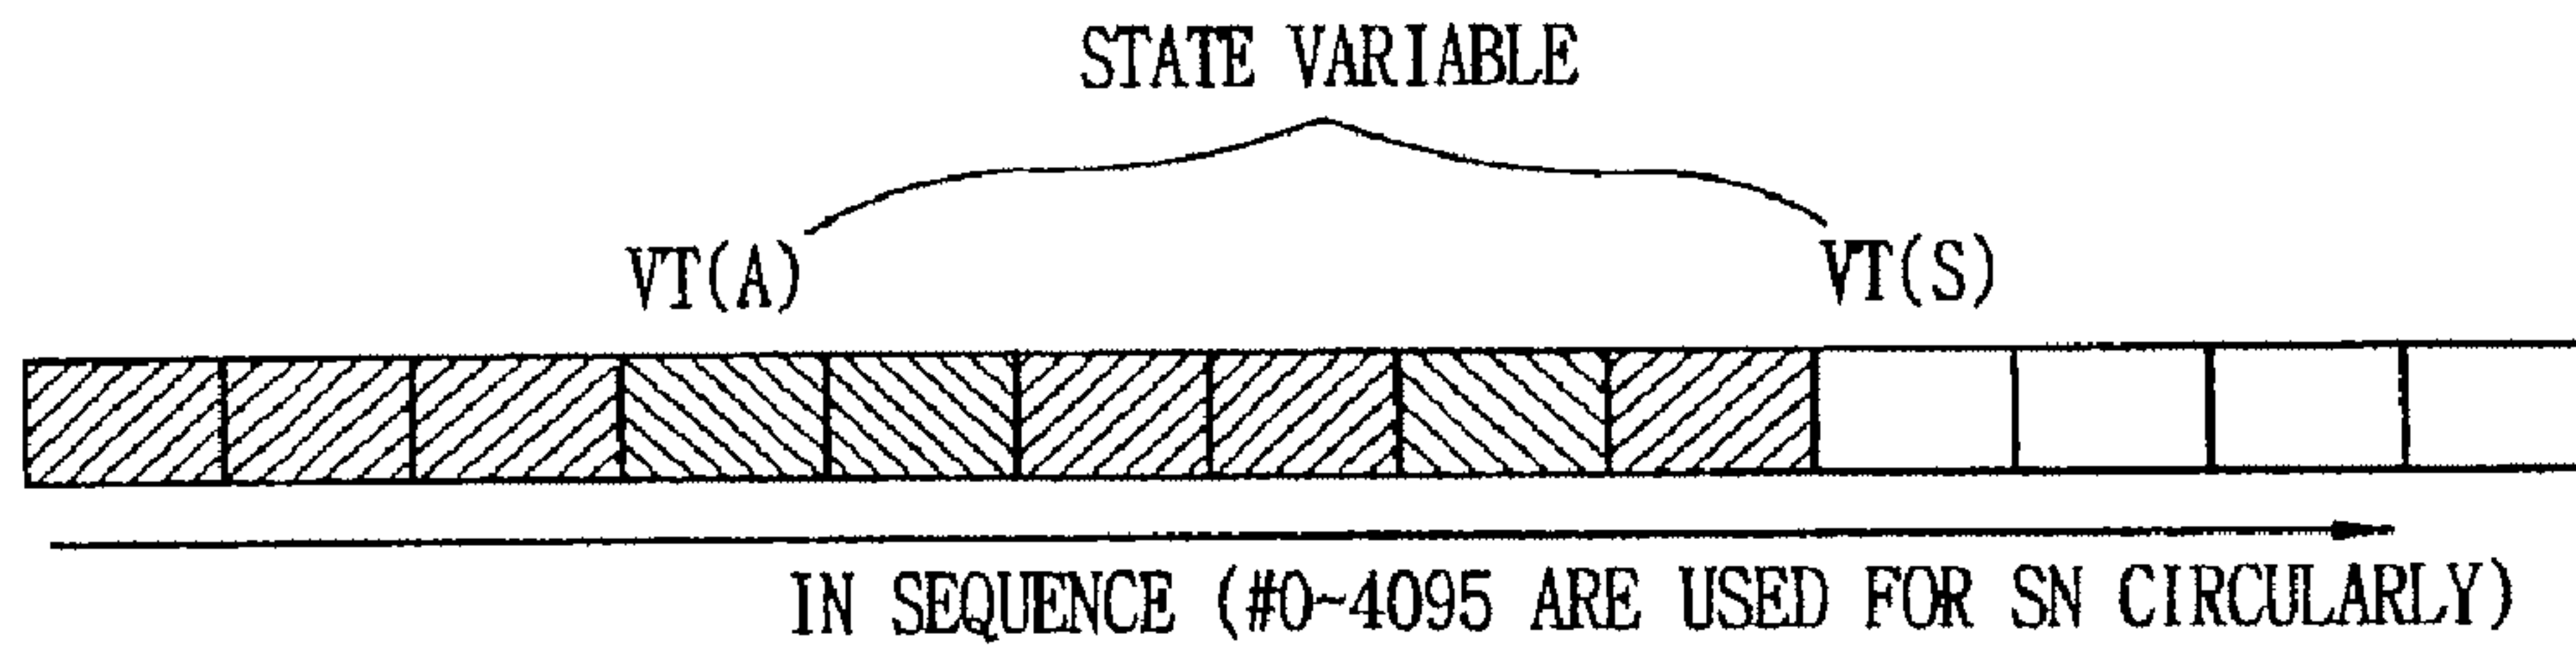 STATE VARIABLE
VT(A)
VT(S)
IN SEQUENCE (#0~4095 ARE USED FOR SN CIRCULARLY)